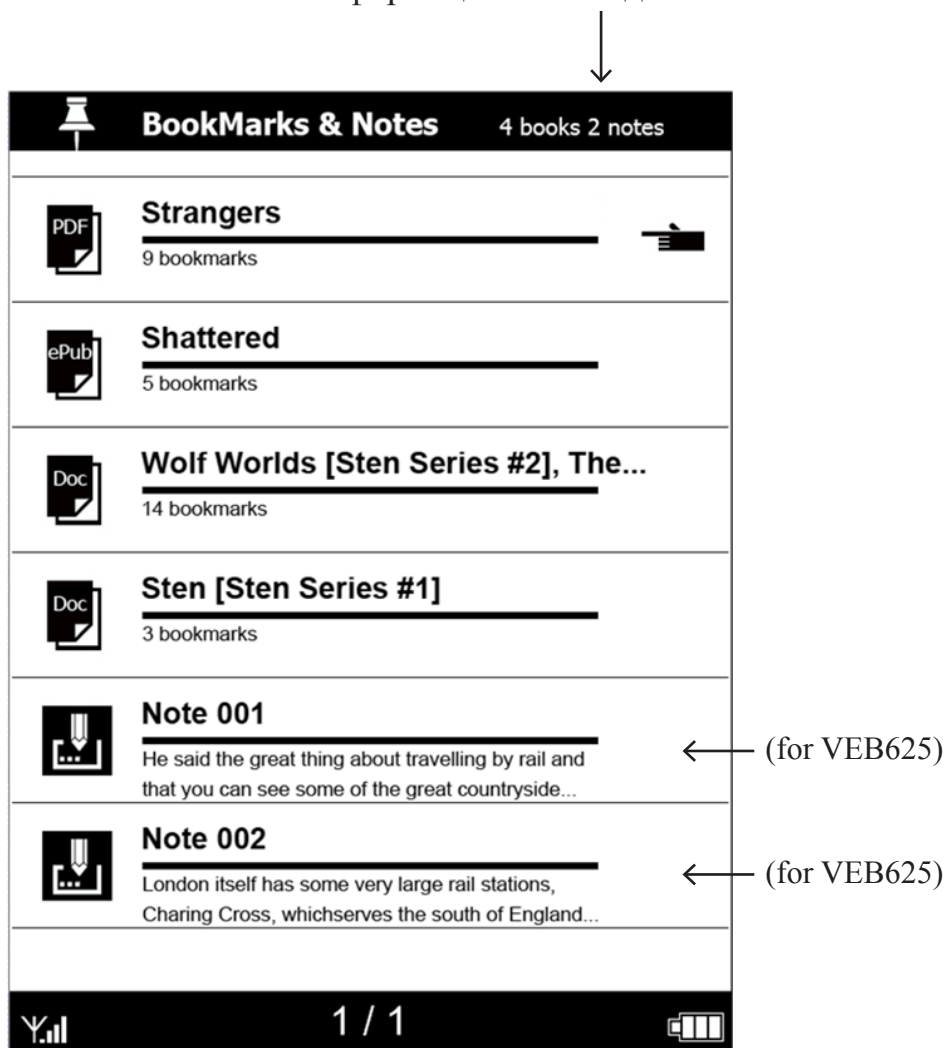 BookMarks & Notes 4 books 2 notes
PDF
Strangers
9 bookmarks
ePub
Shattered
5 bookmarks
Doc
Wolf Worlds [Sten Series #2], The...
14 bookmarks
Doc
Sten [Sten Series #1]
3 bookmarks
Note 001
He said the great thing about travelling by rail and
that you can see some of the great countryside...
(for VEB625)
Note 002
London itself has some very large rail stations,
Charing Cross, whichserves the south of England...
(for VEB625)
1 / 1